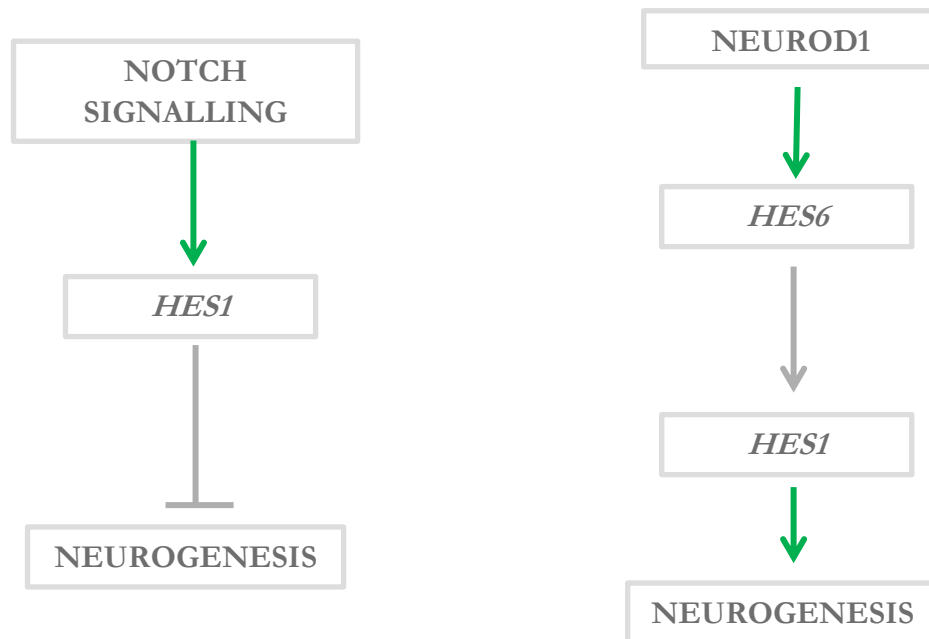 NOTCH
SIGNALLING
HES1
NEUROGENESIS
NEUROD1
HES6
HES1
NEUROGENESIS